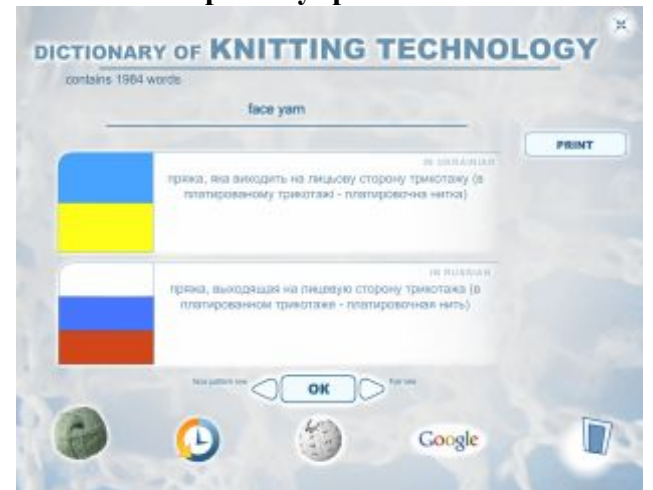 DICTIONARY OF KNITTING TECHNOLOGY
contains 1984 words
face yarn
PRINT
IN UKRAINIAN
пряжа, яка виходить на лицьову сторону трикотажу (в
платированому трикотажі - платировочна нитка)
IN RUSSIAN
пряжа, выходящая на лицевую сторону трикотажа (в
платированном трикотаже - платировочная нить)
OK
Google